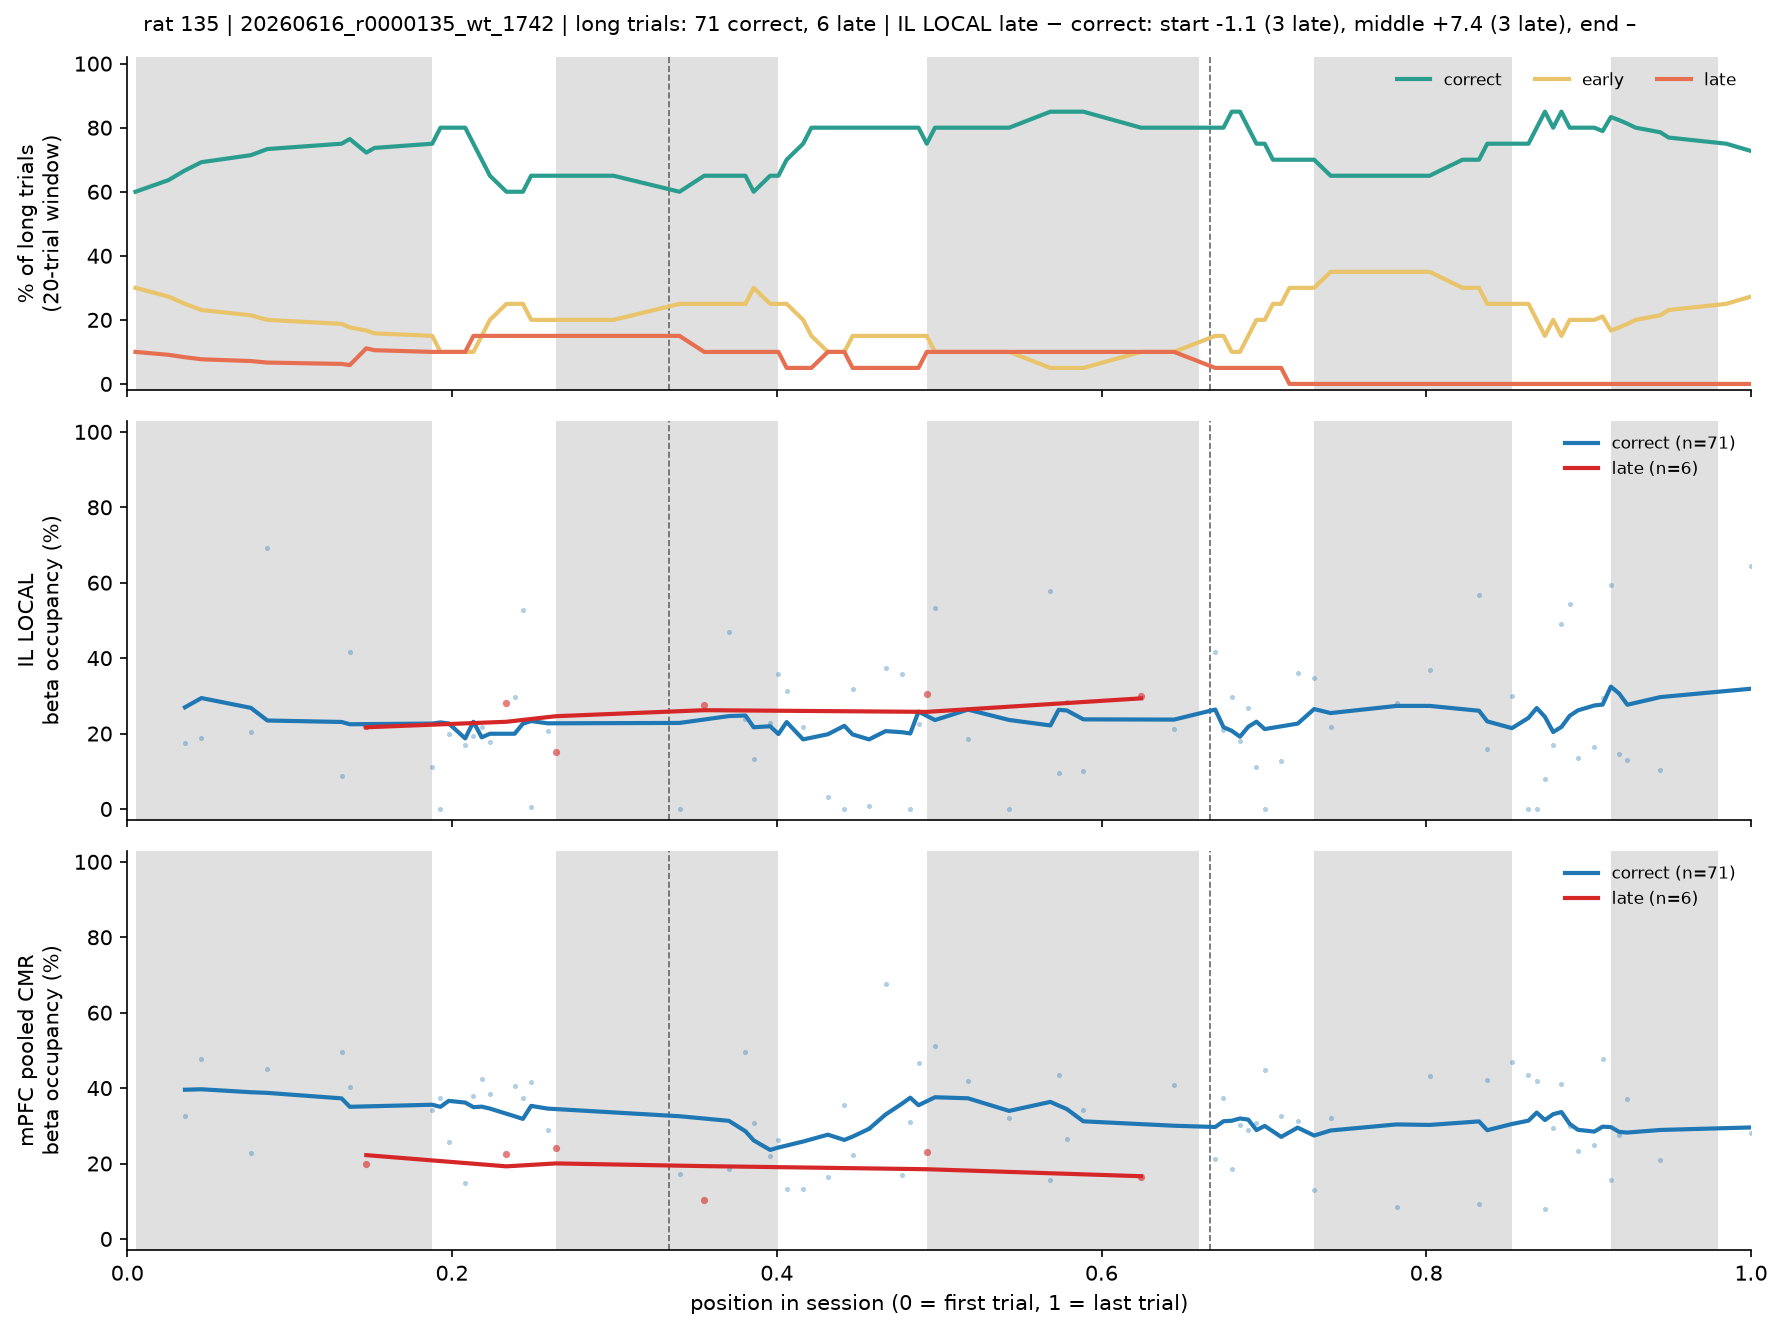 rat 135 | 20260616_r0000135_wt_1742 | long trials: 71 correct, 6 late | IL LOCAL late − correct: start -1.1 (3 late), middle +7.4 (3 late), end –
100
80
60
40
20
0
% of long trials
(20-trial window)
correct
early
late
100
80
60
40
20
0
IL LOCAL
beta occupancy (%)
correct (n=71)
late (n=6)
100
80
60
40
20
0
mPFC pooled CMR
beta occupancy (%)
correct (n=71)
late (n=6)
0.0 0.2 0.4 0.6 0.8 1.0
position in session (0 = first trial, 1 = last trial)